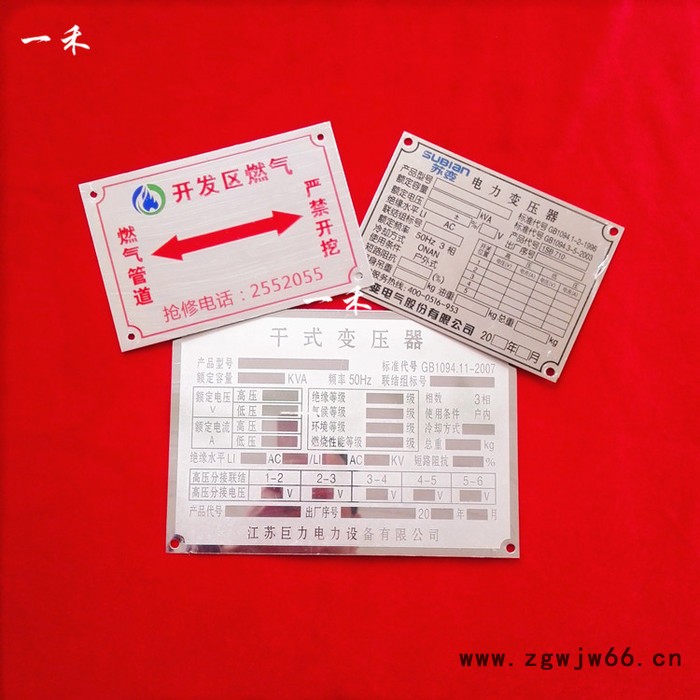 一禾
开发区燃气
燃气管道
严禁开挖
抢修电话：2552055
SUBIAN
苏变
电力变压器
产品型号
额定容量 KVA 标准代号 GB1094.1-2-1996
额定电压 ± % V 标准代号 GB1094.3-5-2003
绝缘水平 LI AC 产品代号 1BB.710
联结组标号 出厂序号
额定频率 50Hz 3相
冷却方式 ONAN
使用条件 户外式
短路阻抗 %
器身吊重 kg 油重 kg 总重 kg
服务热线:400-0516-953
变电气股份有限公司 20 年 月
一禾
干式变压器
产品型号 标准代号 GB1094.11-2007
额定容量 KVA 频率 50Hz 联结组标号
额定电压 V 高压 绝缘等级 级 相数 3相
低压 气候等级 级 使用条件 户内
额定电流 A 高压 环境等级 级 冷却方式
低压 燃烧性能等级 级 总重 kg
绝缘水平 LI AC /LI AC KV 短路阻抗 %
高压分接联结 1-2 2-3 3-4 4-5 5-6
高压分接电压 V V V V V
产品代号 出厂序号 20 年 月
江苏巨力电力设备有限公司
www.zgwjw66.cn